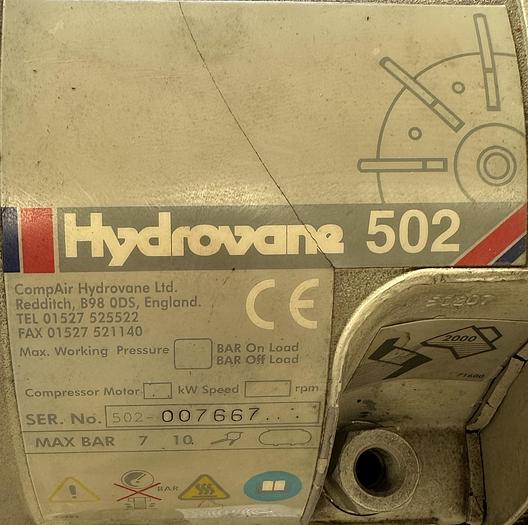 Hydrovane 502
CompAir Hydrovane Ltd.
Redditch, B98 0DS, England.
TEL 01527 525522
FAX 01527 521140
CE
Max. Working Pressure BAR On Load
BAR Off Load
Compressor Motor kW Speed rpm
SER. No. 502-007667...
MAX BAR 7 10
BAR
2000
71600